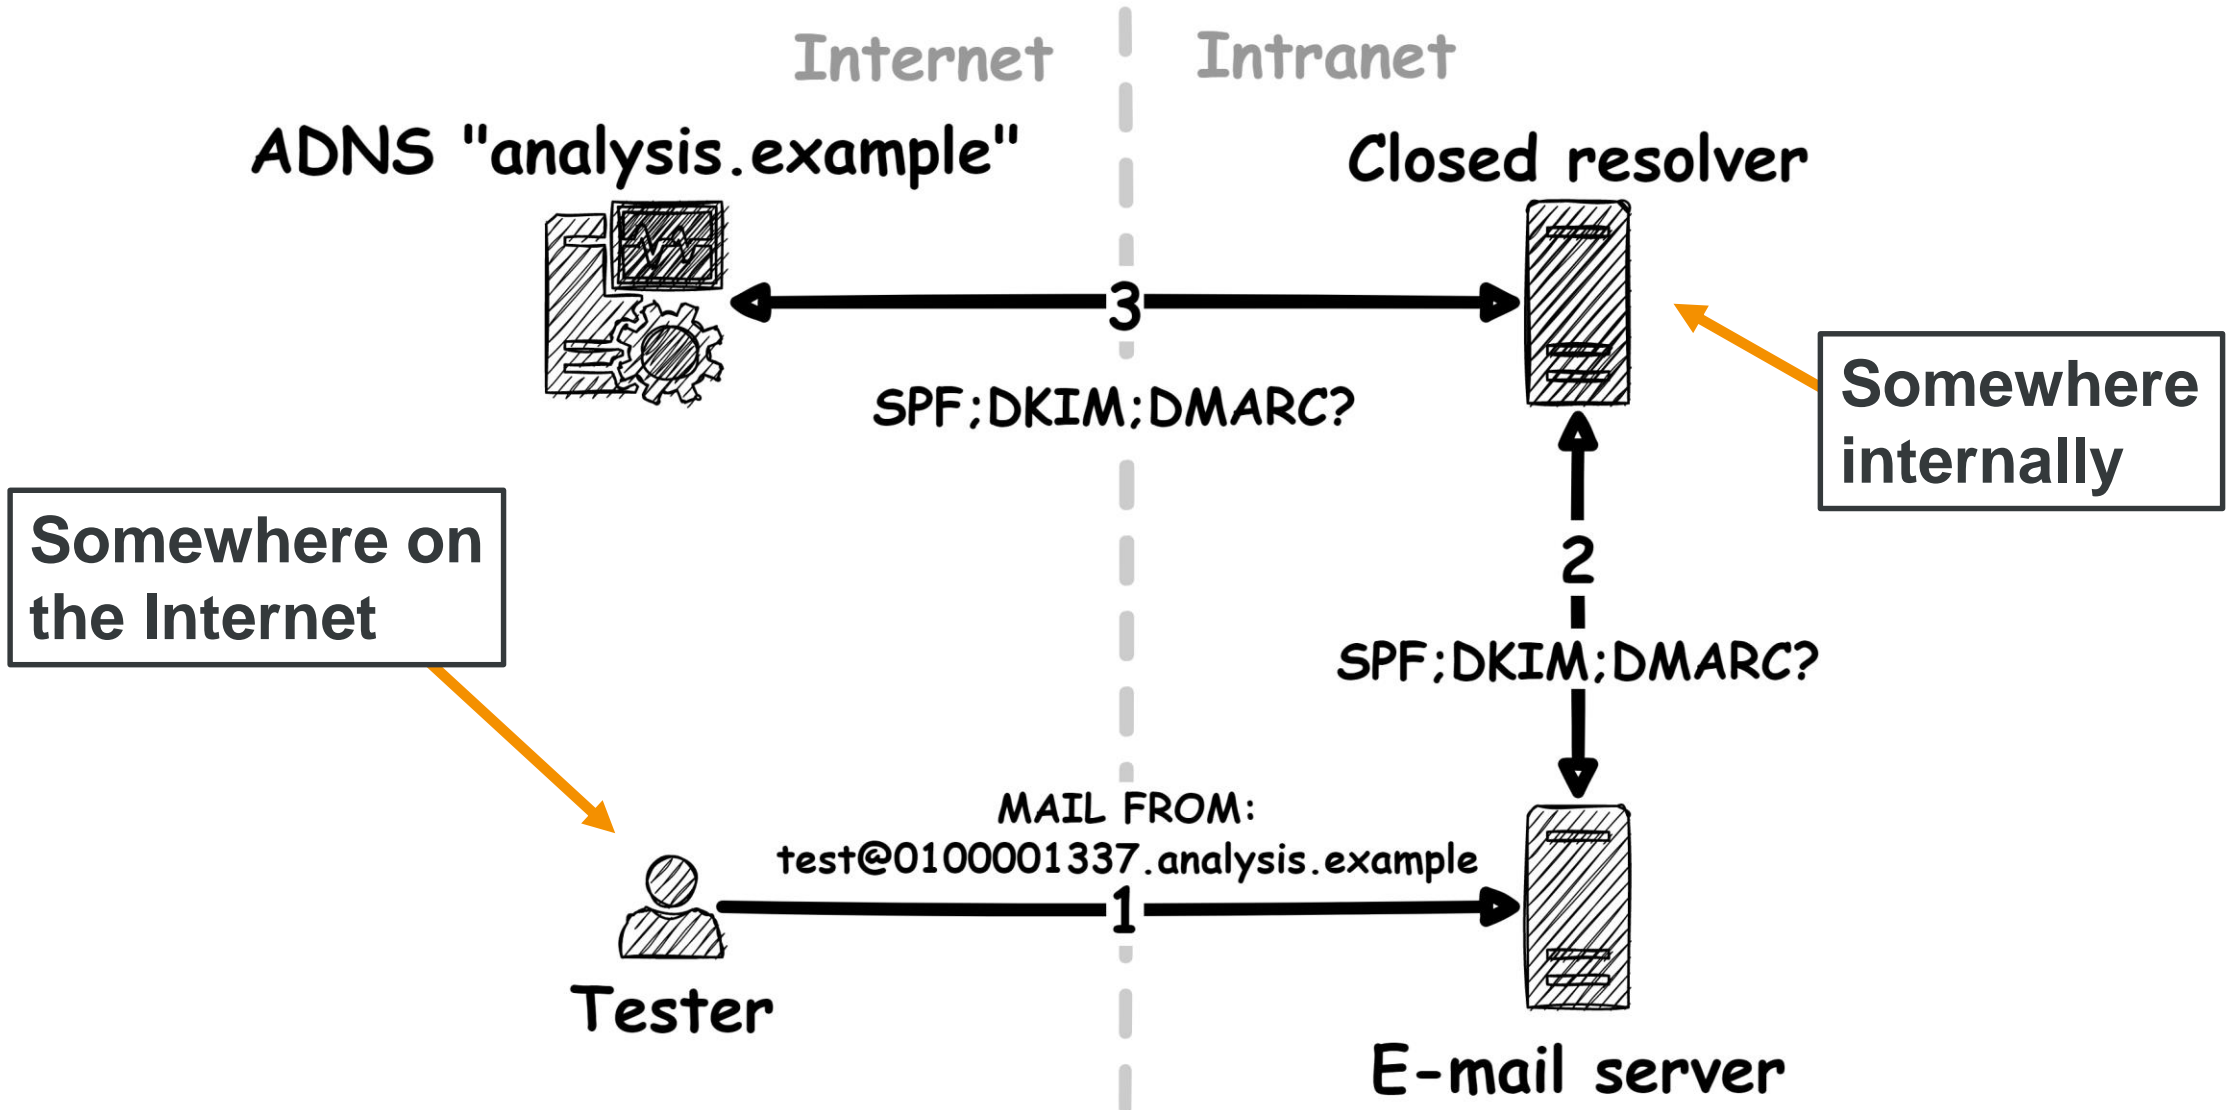 Internet
Intranet
ADNS "analysis.example"
Closed resolver
3
SPF;DKIM;DMARC?
Somewhere
internally
Somewhere on
the Internet
2
SPF;DKIM;DMARC?
MAIL FROM:
test@0100001337.analysis.example
1
Tester
E-mail server